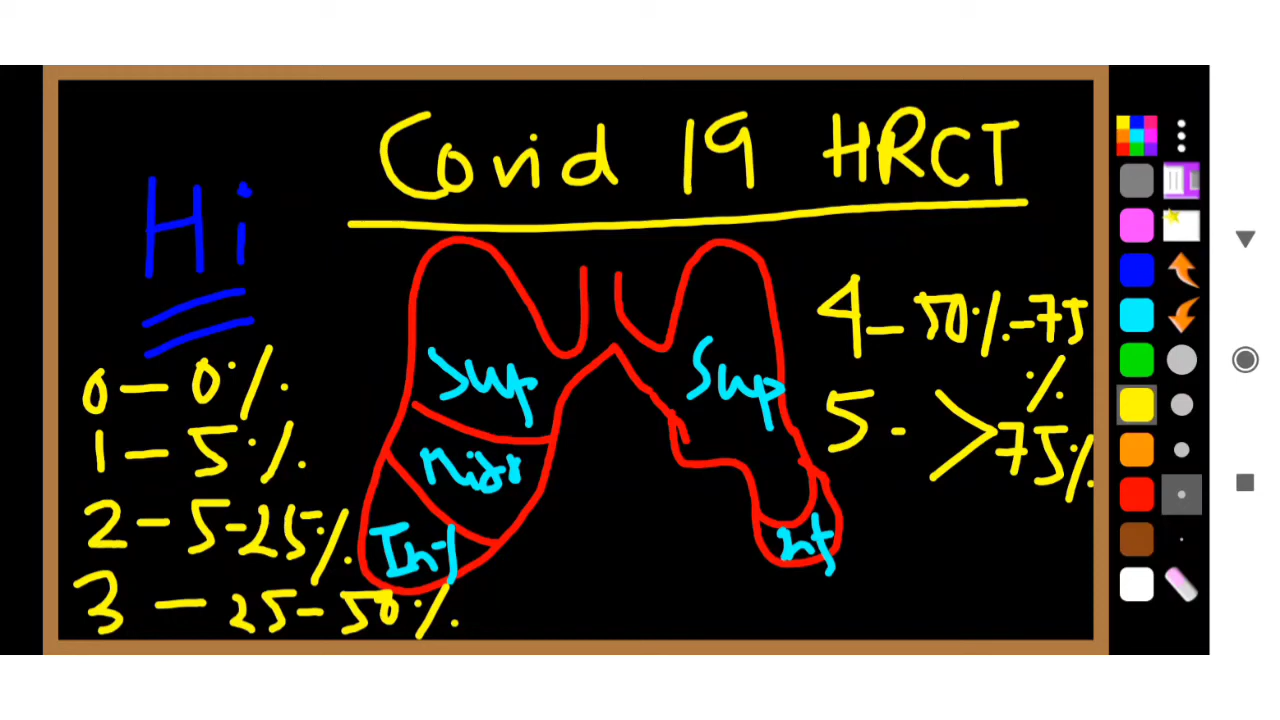 Covid 19 HRCT
Hi
0 - 0%
1 - 5%
2 - 5-25%
3 - 25-50%
Sup
Inf
Sup
Inf
4 - 50%-75
%
5 - >75%